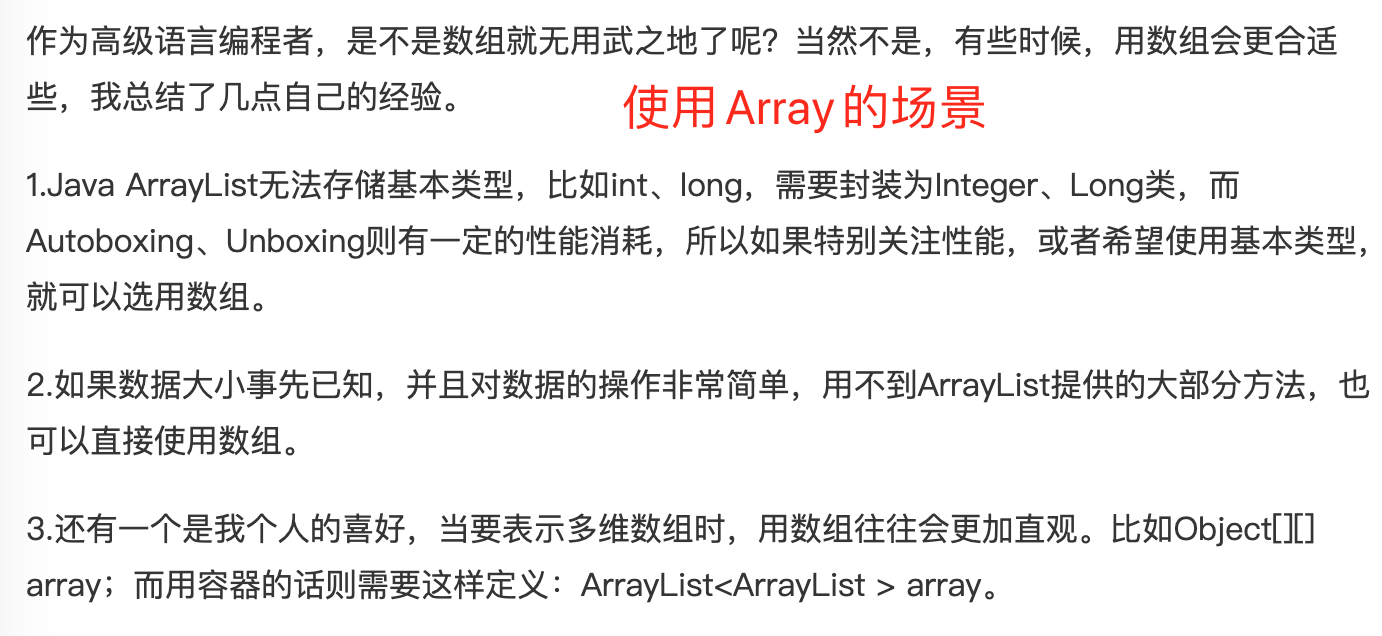 作为高级语言编程者，是不是数组就无用武之地了呢？当然不是，有些时候，用数组会更合适
些，我总结了几点自己的经验。
使用Array的场景
1.Java ArrayList无法存储基本类型，比如int、long，需要封装为Integer、Long类，而
Autoboxing、Unboxing则有一定的性能消耗，所以如果特别关注性能，或者希望使用基本类型，
就可以选用数组。
2.如果数据大小事先已知，并且对数据的操作非常简单，用不到ArrayList提供的大部分方法，也
可以直接使用数组。
3.还有一个是我个人的喜好，当要表示多维数组时，用数组往往会更加直观。比如Object[][]
array；而用容器的话则需要这样定义：ArrayList<ArrayList > array。